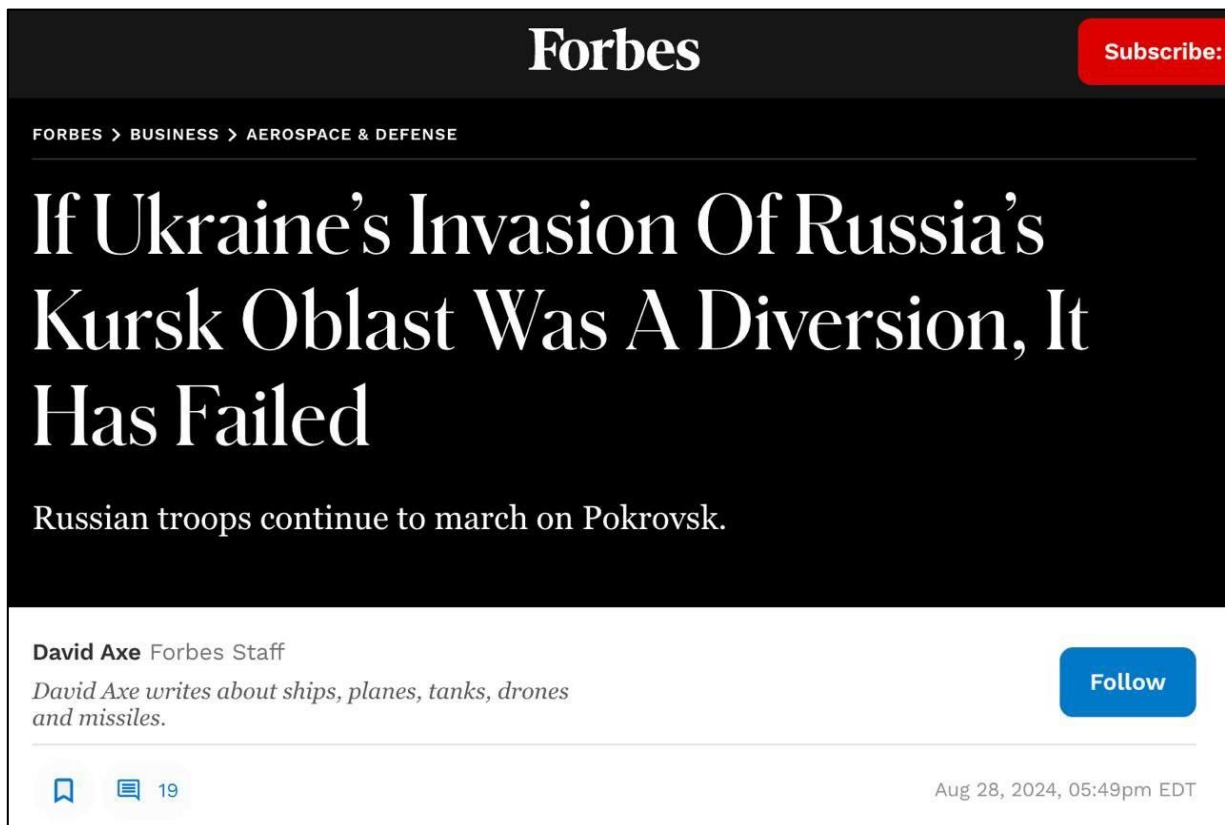 Forbes
Subscribe:
FORBES > BUSINESS > AEROSPACE & DEFENSE
If Ukraine’s Invasion Of Russia’s
Kursk Oblast Was A Diversion, It
Has Failed
Russian troops continue to march on Pokrovsk.
David Axe Forbes Staff
David Axe writes about ships, planes, tanks, drones
and missiles.
Follow
19
Aug 28, 2024, 05:49pm EDT